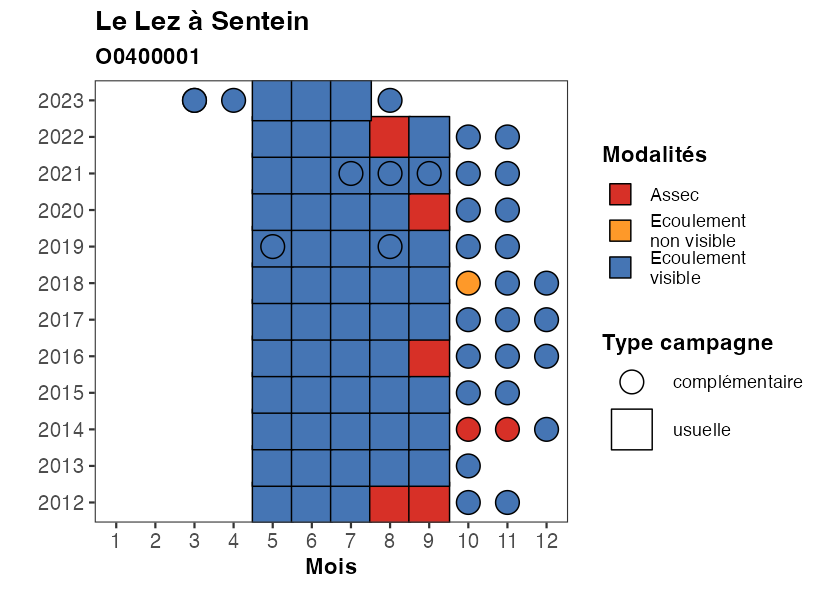 Le Lez à Sentein
O0400001
2023
2022
2021
2020
2019
2018
2017
2016
2015
2014
2013
2012
1 2 3 4 5 6 7 8 9 10 11 12
Mois
Modalités
Assec
Ecoulement
non visible
Ecoulement
visible
Type campagne
complémentaire
usuelle